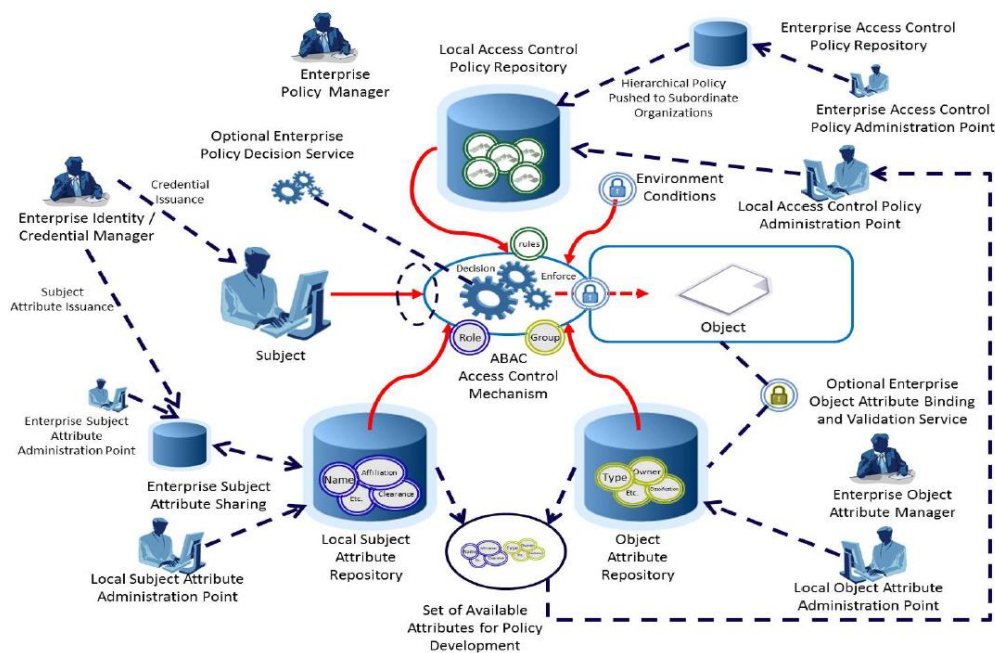 Enterprise
Policy Manager
Local Access Control
Policy Repository
Enterprise Access Control
Policy Repository
Hierarchical Policy
Pushed to Subordinate
Organizations
Enterprise Access Control
Policy Administration Point
Optional Enterprise
Policy Decision Service
Credential
Issuance
Environment
Conditions
Local Access Control Policy
Administration Point
Enterprise Identity /
Credential Manager
rules
Decision
Enforce
Subject
Attribute Issuance
Object
Subject
Role
Group
ABAC
Access Control
Mechanism
Optional Enterprise
Object Attribute Binding
and Validation Service
Enterprise Subject
Attribute
Administration Point
Enterprise Subject
Attribute Sharing
Name
Affiliation
Etc.
Clearance
Type
Owner
Etc.
Classification
Enterprise Object
Attribute Manager
Local Subject
Attribute
Repository
Object
Attribute
Repository
Local Subject Attribute
Administration Point
Name
Type
Local Object Attribute
Administration Point
Set of Available
Attributes for Policy
Development